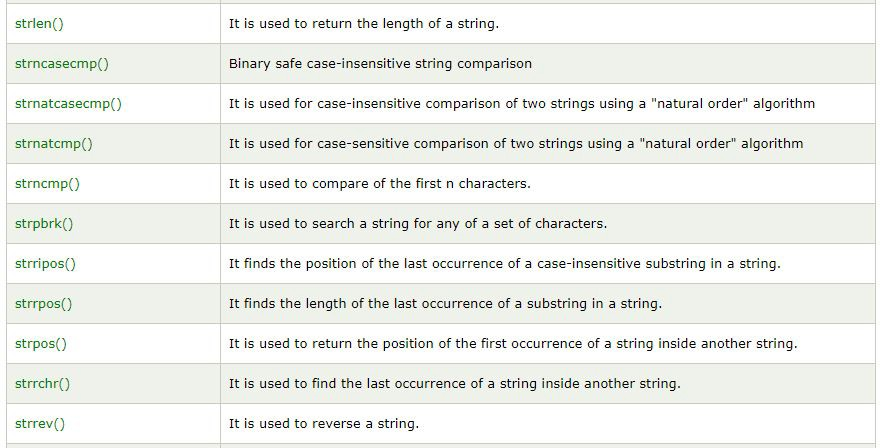 strlen() It is used to return the length of a string.
strncasecmp() Binary safe case-insensitive string comparison
strnatcasecmp() It is used for case-insensitive comparison of two strings using a "natural order" algorithm
strnatcmp() It is used for case-sensitive comparison of two strings using a "natural order" algorithm
strncmp() It is used to compare of the first n characters.
strpbrk() It is used to search a string for any of a set of characters.
strripos() It finds the position of the last occurrence of a case-insensitive substring in a string.
strrpos() It finds the length of the last occurrence of a substring in a string.
strpos() It is used to return the position of the first occurrence of a string inside another string.
strrchr() It is used to find the last occurrence of a string inside another string.
strrev() It is used to reverse a string.